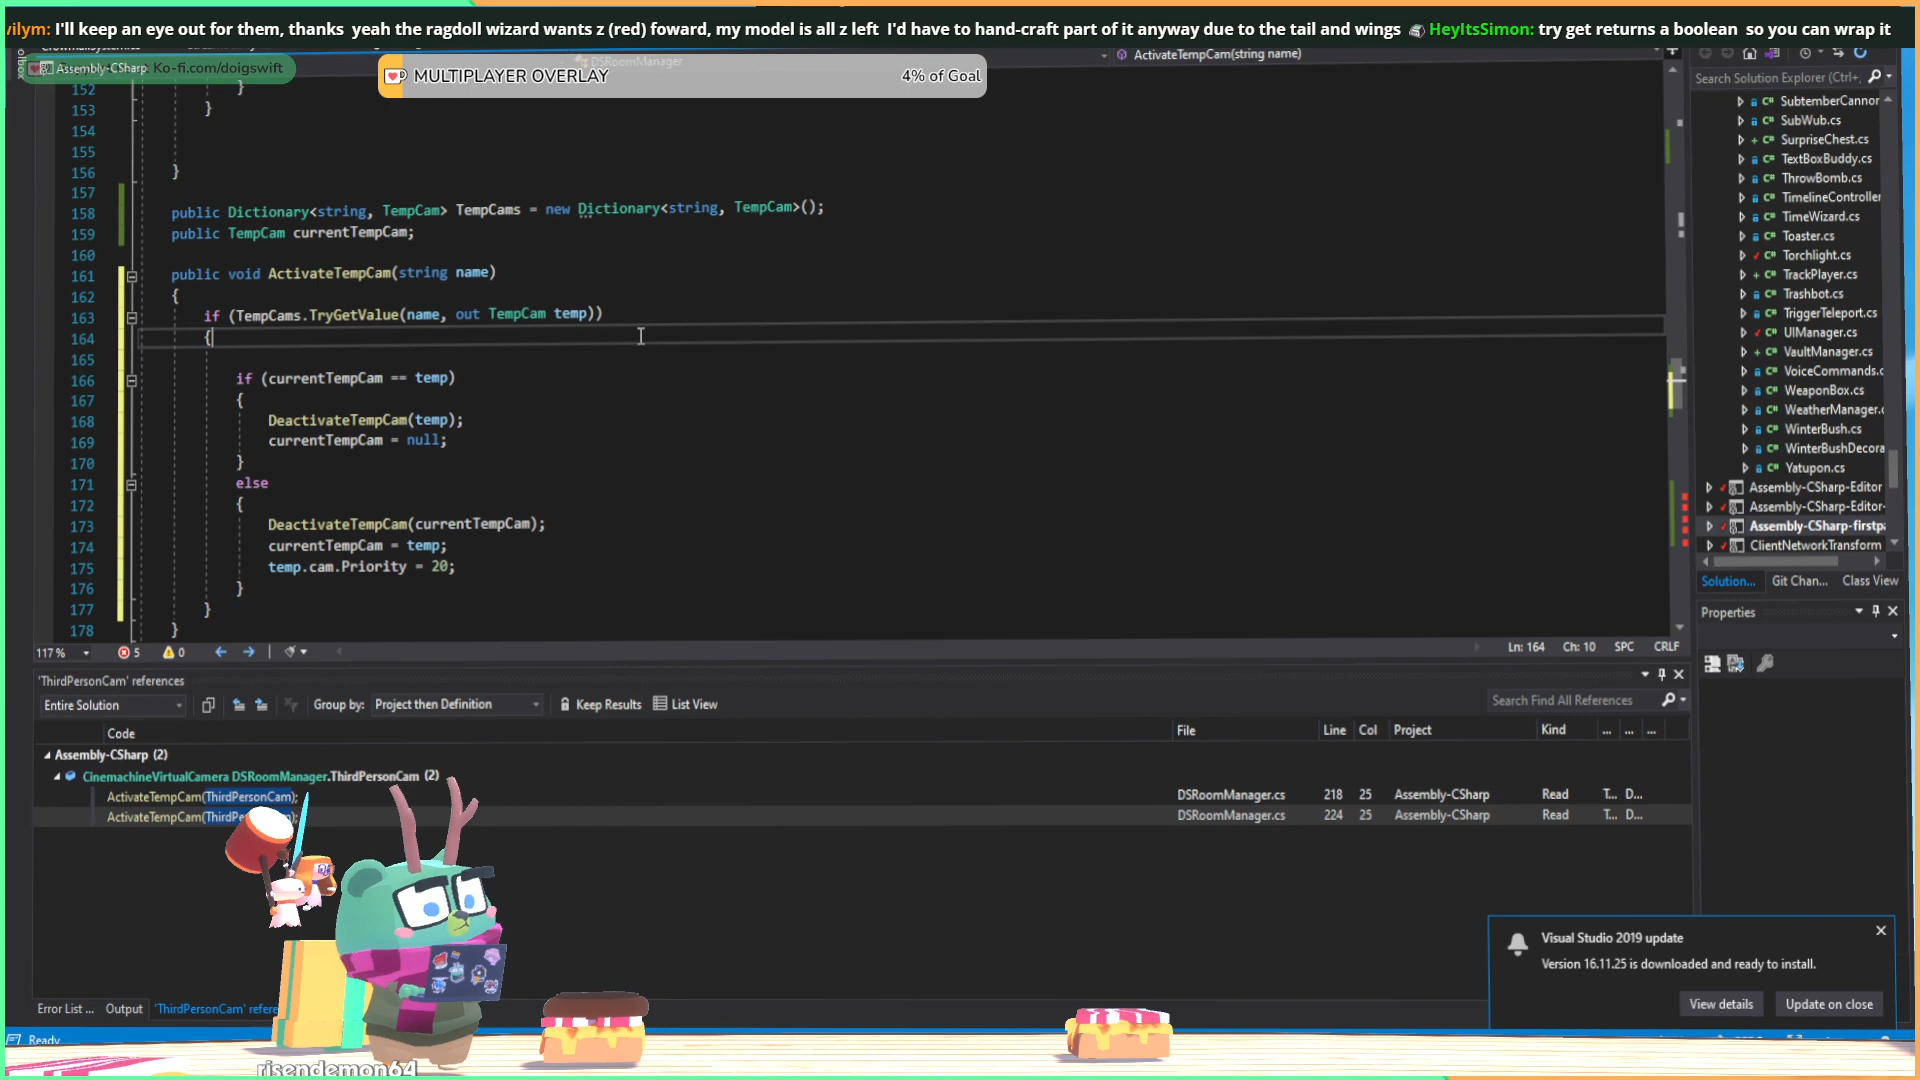 vilym: I'll keep an eye out for them, thanks yeah the ragdoll wizard wants z (red) foward, my model is all z left I'd have to hand-craft part of it anyway due to the tail and wings HeyItsSimon: try get returns a boolean so you can wrap it
Assembly-CSharp
Ko-fi.com/doigswift
MULTIPLAYER OVERLAY 4% of Goal
DSRoomManager
ActivateTempCam(string name)
Search Solution Explorer (Ctrl+,
152 }
153 }
154
155
156 }
157
158 public Dictionary<string, TempCam> TempCams = new Dictionary<string, TempCam>();
159 public TempCam currentTempCam;
160
161 public void ActivateTempCam(string name)
162 {
163 if (TempCams.TryGetValue(name, out TempCam temp))
164 {
165
166 if (currentTempCam == temp)
167 {
168 DeactivateTempCam(temp);
169 currentTempCam = null;
170 }
171 else
172 {
173 DeactivateTempCam(currentTempCam);
174 currentTempCam = temp;
175 temp.cam.Priority = 20;
176 }
177 }
178 }
SubtemberCannon
SubWub.cs
SurpriseChest.cs
TextBoxBuddy.cs
ThrowBomb.cs
TimelineController
TimeWizard.cs
Toaster.cs
Torchlight.cs
TrackPlayer.cs
Trashbot.cs
TriggerTeleport.cs
UIManager.cs
VaultManager.cs
VoiceCommands.c
WeaponBox.cs
WeatherManager.c
WinterBush.cs
WinterBushDecora
Yatupon.cs
Assembly-CSharp-Editor
Assembly-CSharp-Editor-
Assembly-CSharp-firstpa
ClientNetworkTransform
Solution... Git Chan... Class View
Properties
117 % 5 0
Ln: 164 Ch: 10 SPC CRLF
'ThirdPersonCam' references
Entire Solution Group by: Project then Definition Keep Results List View
Search Find All References
Code File Line Col Project Kind ... ... ...
Assembly-CSharp (2)
CinemachineVirtualCamera DSRoomManager.ThirdPersonCam (2)
ActivateTempCam(ThirdPersonCam); DSRoomManager.cs 218 25 Assembly-CSharp Read T... D...
ActivateTempCam(ThirdPe DSRoomManager.cs 224 25 Assembly-CSharp Read T... D...
Visual Studio 2019 update
Version 16.11.25 is downloaded and ready to install.
View details Update on close
Error List ... Output 'ThirdPersonCam' refere
Ready
risendemon64